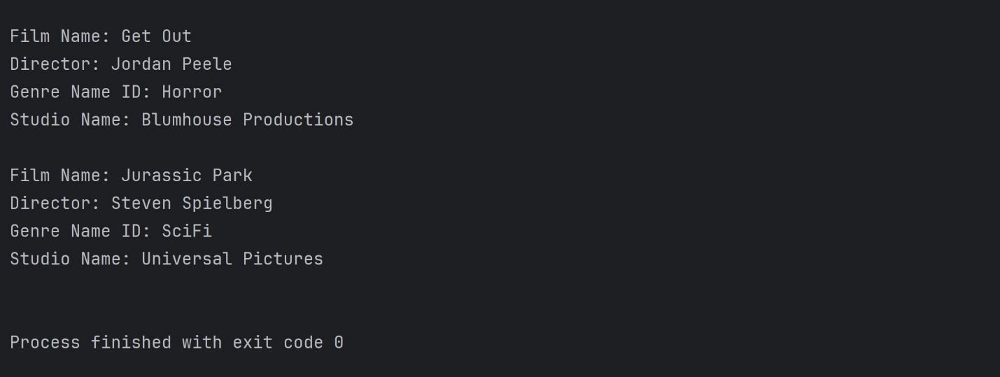 Film Name: Get Out
Director: Jordan Peele
Genre Name ID: Horror
Studio Name: Blumhouse Productions
Film Name: Jurassic Park
Director: Steven Spielberg
Genre Name ID: SciFi
Studio Name: Universal Pictures
Process finished with exit code 0